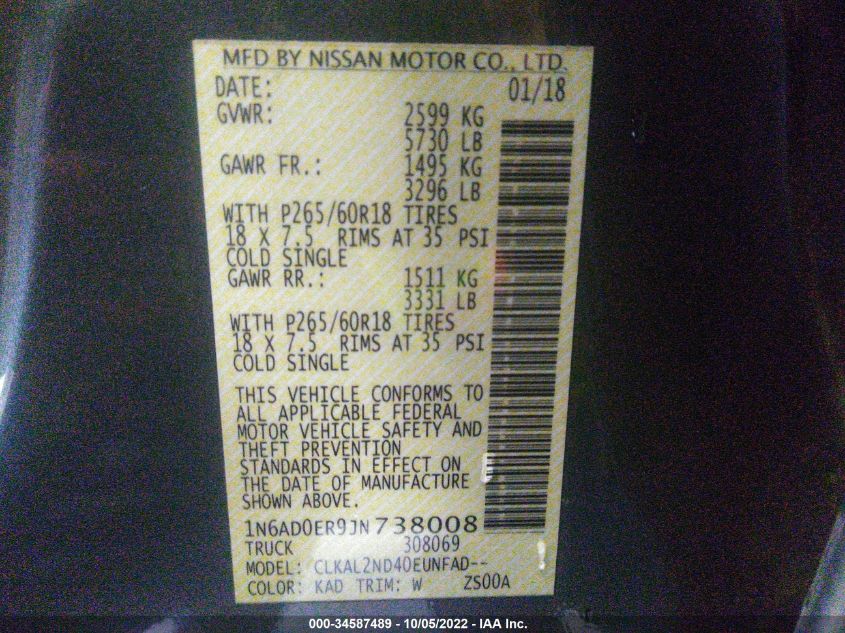 MFD BY NISSAN MOTOR CO., LTD.
DATE: 01/18
GVWR: 2599 KG
5730 LB
GAWR FR.: 1495 KG
3296 LB
WITH P265/60R18 TIRES
18 X 7.5 RIMS AT 35 PSI
COLD SINGLE
GAWR RR.: 1511 KG
3331 LB
WITH P265/60R18 TIRES
18 X 7.5 RIMS AT 35 PSI
COLD SINGLE
THIS VEHICLE CONFORMS TO
ALL APPLICABLE FEDERAL
MOTOR VEHICLE SAFETY AND
THEFT PREVENTION
STANDARDS IN EFFECT ON
THE DATE OF MANUFACTURE
SHOWN ABOVE.
1N6AD0ER9JN738008
TRUCK 308069
MODEL: CLKAL2ND40EUNFAD--
COLOR: KAD TRIM: W ZS00A
000-34587489 - 10/05/2022 - IAA Inc.